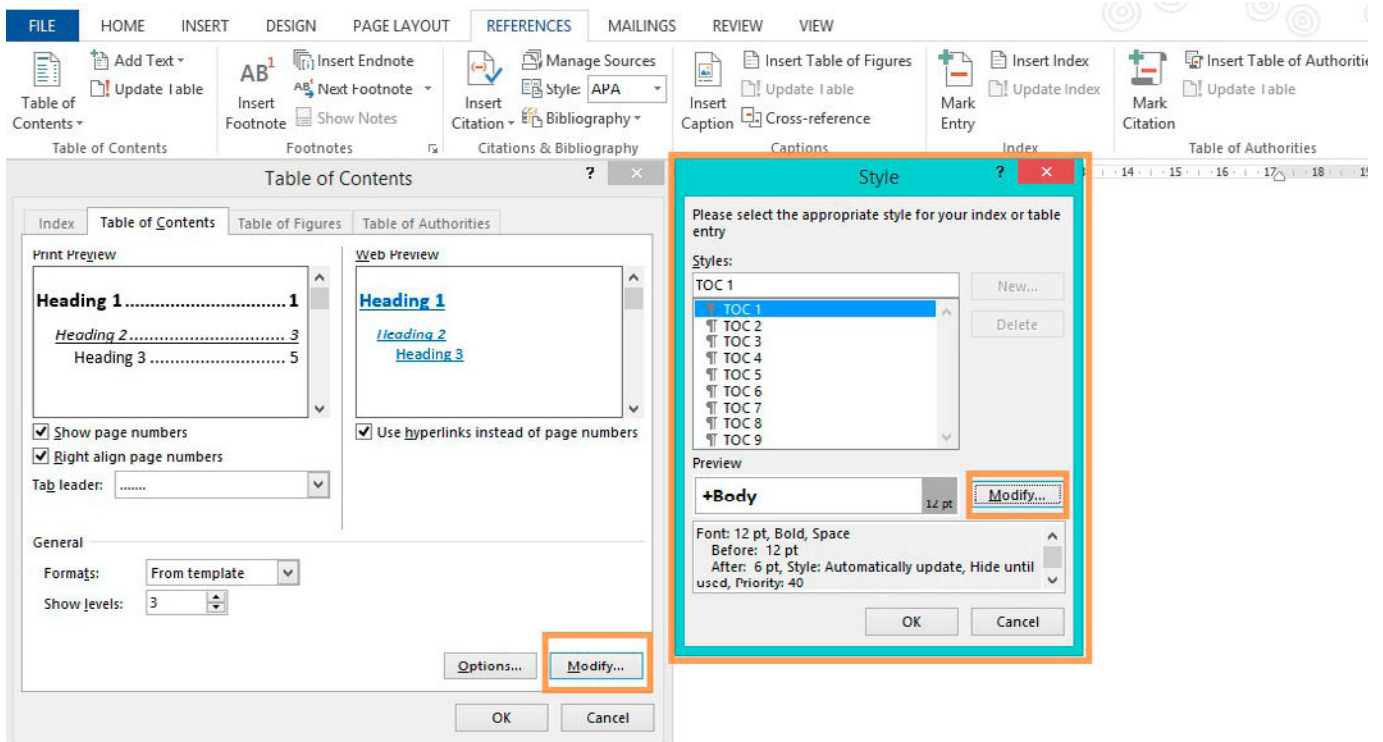 FILE HOME INSERT DESIGN PAGE LAYOUT REFERENCES MAILINGS REVIEW VIEW
Table of Contents
Add Text
Update Table
Table of Contents
AB1 Insert Footnote
Insert Endnote
AB Next Footnote
Show Notes
Footnotes
Insert Citation
Manage Sources
Style: APA
Bibliography
Citations & Bibliography
Insert Caption
Insert Table of Figures
Update Table
Cross-reference
Captions
Mark Entry
Insert Index
Update Index
Index
Mark Citation
Insert Table of Authoritie
Update Table
Table of Authorities
14 15 16 17 18
Table of Contents ?
Index Table of Contents Table of Figures Table of Authorities
Print Preview
Heading 1 1
Heading 2 3
Heading 3 5
Show page numbers
Right align page numbers
Tab leader: .......
Web Preview
Heading 1
Heading 2
Heading 3
Use hyperlinks instead of page numbers
General
Formats: From template
Show levels: 3
Options... Modify...
OK Cancel
Style ?
Please select the appropriate style for your index or table
entry
Styles:
TOC 1
New...
Delete
¶ TOC 1
¶ TOC 2
¶ TOC 3
¶ TOC 4
¶ TOC 5
¶ TOC 6
¶ TOC 7
¶ TOC 8
¶ TOC 9
Preview
+Body 12 pt
Modify...
Font: 12 pt, Bold, Space
Before: 12 pt
After: 6 pt, Style: Automatically update, Hide until
used, Priority: 40
OK Cancel